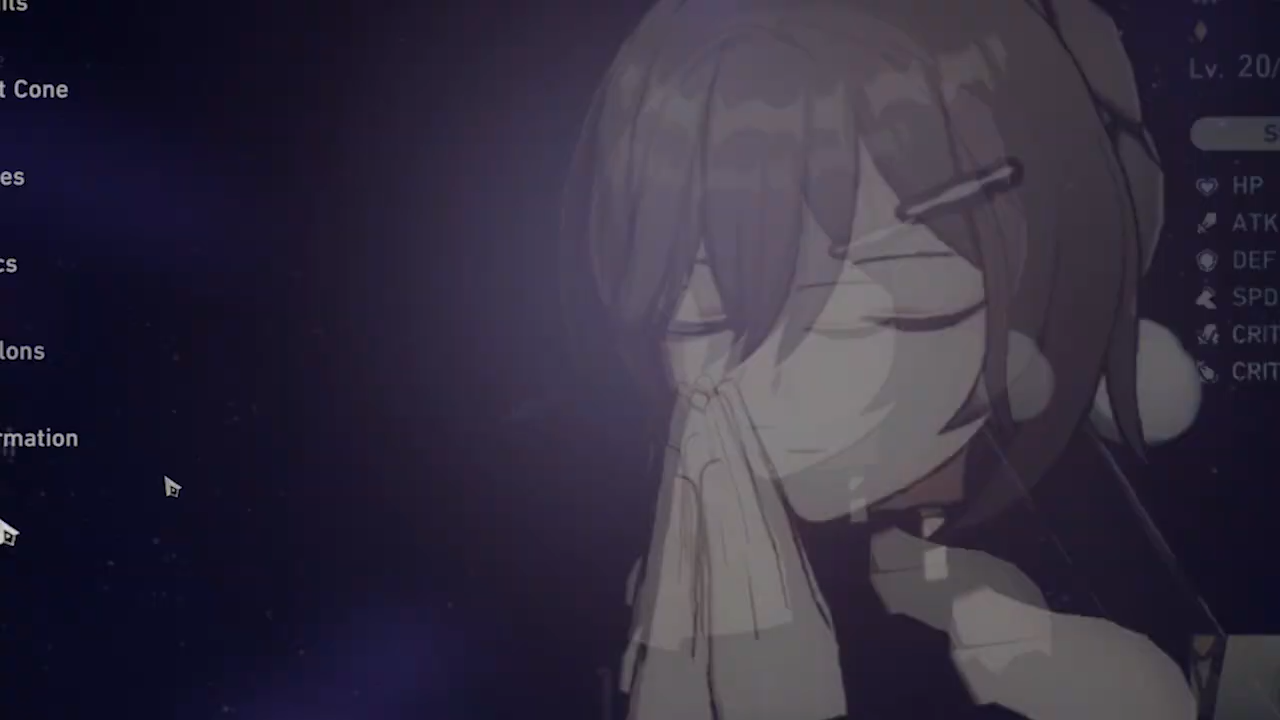 t Cone
es
cs
lons
rmation
Lv. 20/
S
HP
ATK
DEF
SPD
CRIT
CRIT